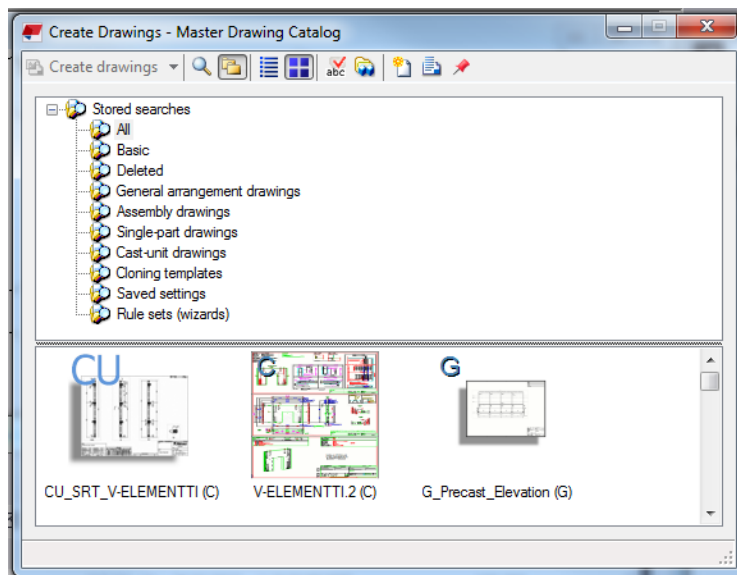 Create Drawings - Master Drawing Catalog
Create drawings
abc
Stored searches
All
Basic
Deleted
General arrangement drawings
Assembly drawings
Single-part drawings
Cast-unit drawings
Cloning templates
Saved settings
Rule sets (wizards)
CU
C
G
CU_SRT_V-ELEMENTTI (C)
V-ELEMENTTI.2 (C)
G_Precast_Elevation (G)